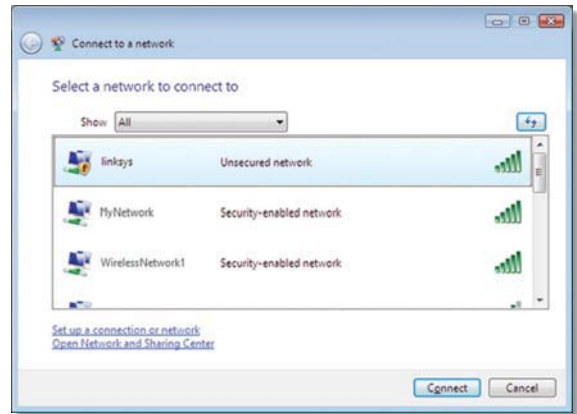 Connect to a network
Select a network to connect to
Show All
linksys Unsecured network
MyNetwork Security-enabled network
WirelessNetwork1 Security-enabled network
Set up a connection or network
Open Network and Sharing Center
Connect Cancel